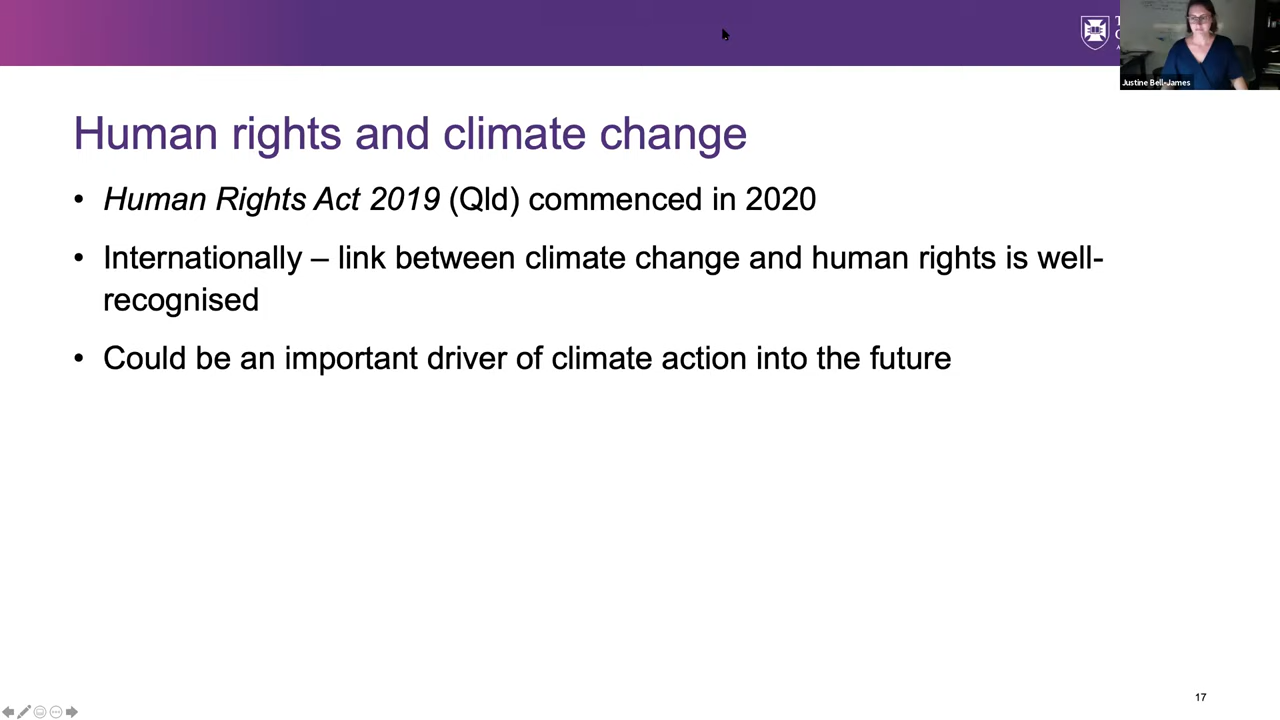 Justine Bell-James
Human rights and climate change
• Human Rights Act 2019 (Qld) commenced in 2020
• Internationally – link between climate change and human rights is well-
recognised
• Could be an important driver of climate action into the future
17